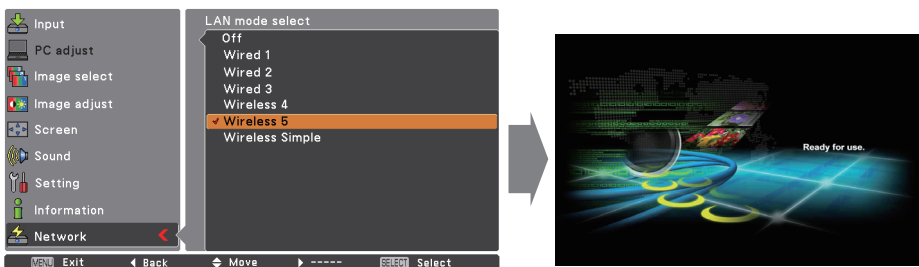 Input
PC adjust
Image select
Image adjust
Screen
Sound
Setting
Information
Network
LAN mode select
Off
Wired 1
Wired 2
Wired 3
Wireless 4
Wireless 5
Wireless Simple
MENU Exit Back Move ----- SELECT Select
Ready for use.